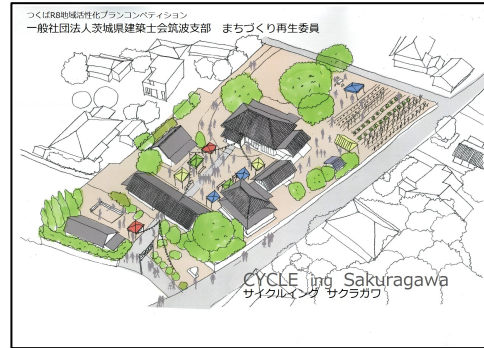 つくばR8地域活性化プランコンペティション
一般社団法人茨城県建築士会筑波支部　まちづくり再生委員
CYCLE ing Sakuragawa
サイクルイング サクラガワ